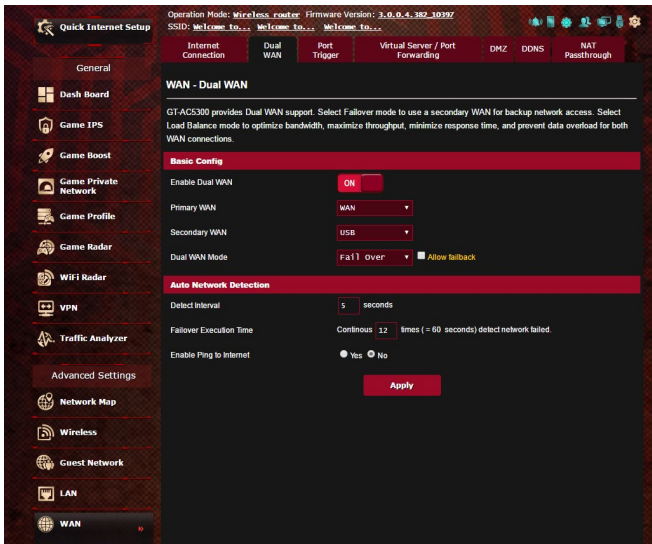 Quick Internet Setup
Operation Mode: Wireless router Firmware Version: 3.0.0.4.382_10397
SSID: Welcome to... Welcome to... Welcome to...
Internet Connection
Dual WAN
Port Trigger
Virtual Server / Port Forwarding
DMZ
DDNS
NAT Passthrough
General
Dash Board
Game IPS
Game Boost
Game Private Network
Game Profile
Game Radar
WiFi Radar
VPN
Traffic Analyzer
Advanced Settings
Network Map
Wireless
Guest Network
LAN
WAN
WAN - Dual WAN
GT-AC5300 provides Dual WAN support. Select Failover mode to use a secondary WAN for backup network access. Select
Load Balance mode to optimize bandwidth, maximize throughput, minimize response time, and prevent data overload for both
WAN connections.
Basic Config
Enable Dual WAN ON
Primary WAN WAN
Secondary WAN USB
Dual WAN Mode Fail Over Allow failback
Auto Network Detection
Detect Interval 5 seconds
Failover Execution Time Continous 12 times ( = 60 seconds) detect network failed.
Enable Ping to Internet Yes No
Apply